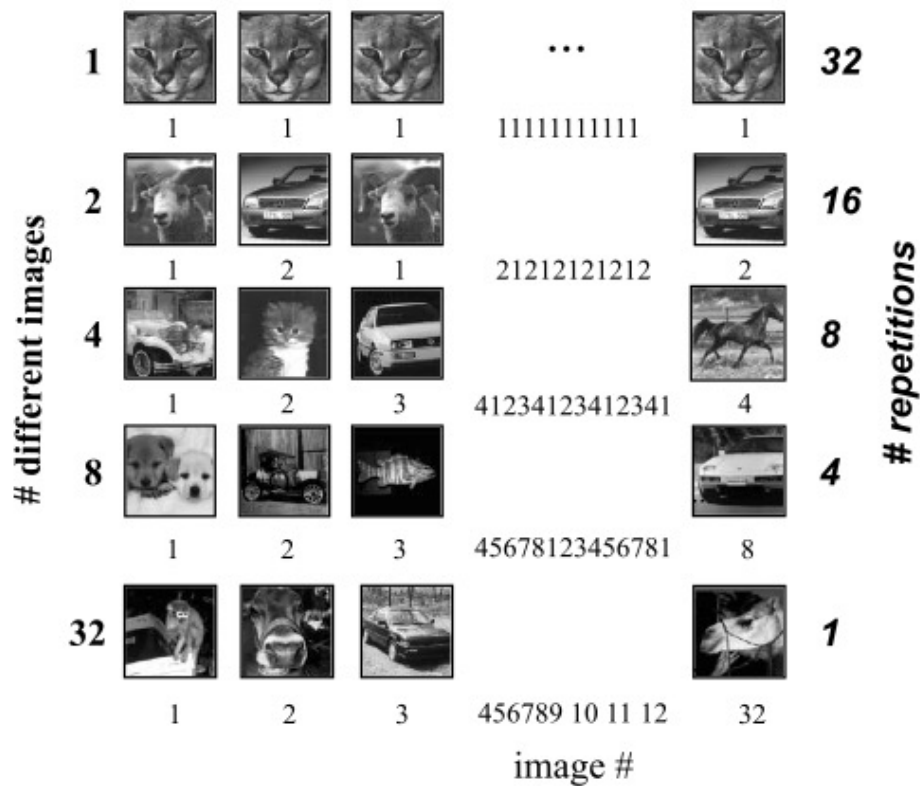 1 ... 32
1 1 1 11111111111 1
2 16
1 2 1 21212121212 2
4 8
1 2 3 41234123412341 4
8 4
1 2 3 45678123456781 8
32 1
1 2 3 456789 10 11 12 32
image #
# different images
# repetitions